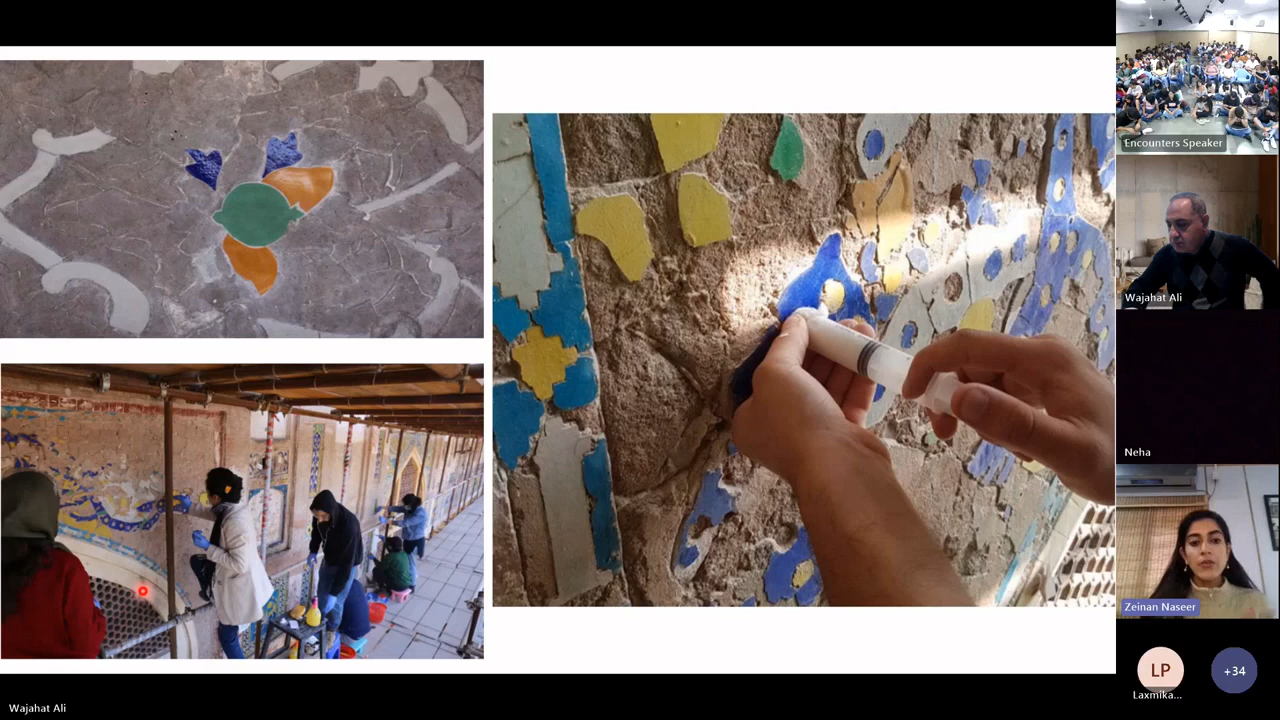 Encounters Speaker
Wajahat Ali
Neha
Zeinan Naseer
LP
+34
Laxmika...
Wajahat Ali